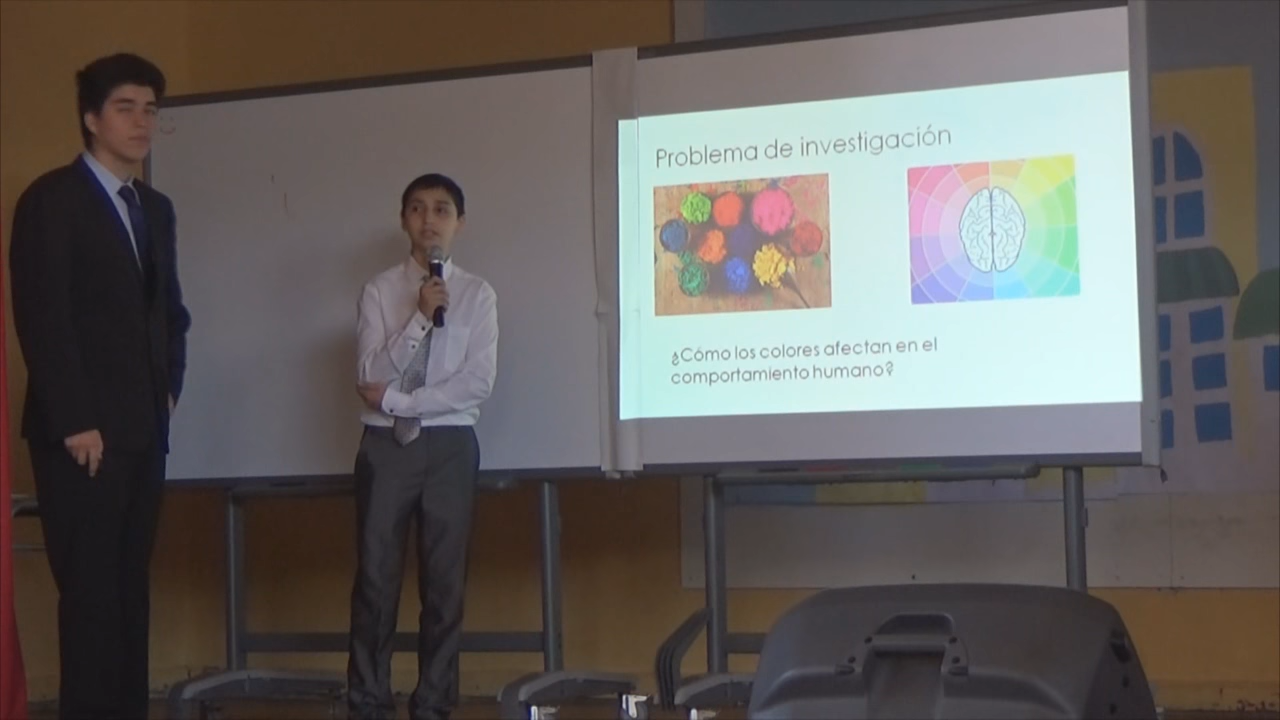 Problema de investigación
¿Cómo los colores afectan en el
comportamiento humano?